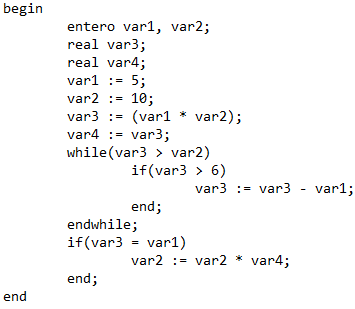 begin
entero var1, var2;
real var3;
real var4;
var1 := 5;
var2 := 10;
var3 := (var1 * var2);
var4 := var3;
while(var3 > var2)
if(var3 > 6)
var3 := var3 - var1;
end;
endwhile;
if(var3 = var1)
var2 := var2 * var4;
end;
end